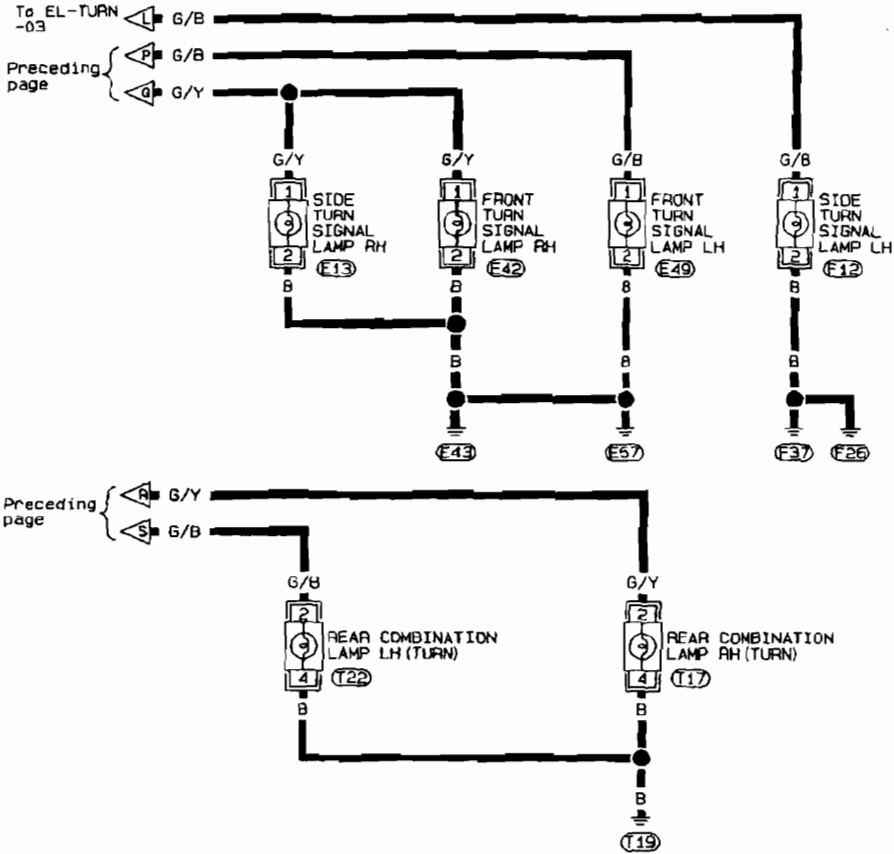 To EL-TURN
-03
L G/B
P G/B
Preceding
page
Q G/Y
G/Y G/Y G/B G/B
1 1 1 1
SIDE
TURN
SIGNAL
LAMP RH
FRONT
TURN
SIGNAL
LAMP RH
FRONT
TURN
SIGNAL
LAMP LH
SIDE
TURN
SIGNAL
LAMP LH
2 2 2 2
E13 E42 E49 F12
B B B B
B B B
E43 E57 F37 F26
R G/Y
Preceding
page
S G/B
G/B G/Y
2 2
REAR COMBINATION
LAMP LH (TURN)
REAR COMBINATION
LAMP RH (TURN)
4 T22 4 T17
B B
B
T19